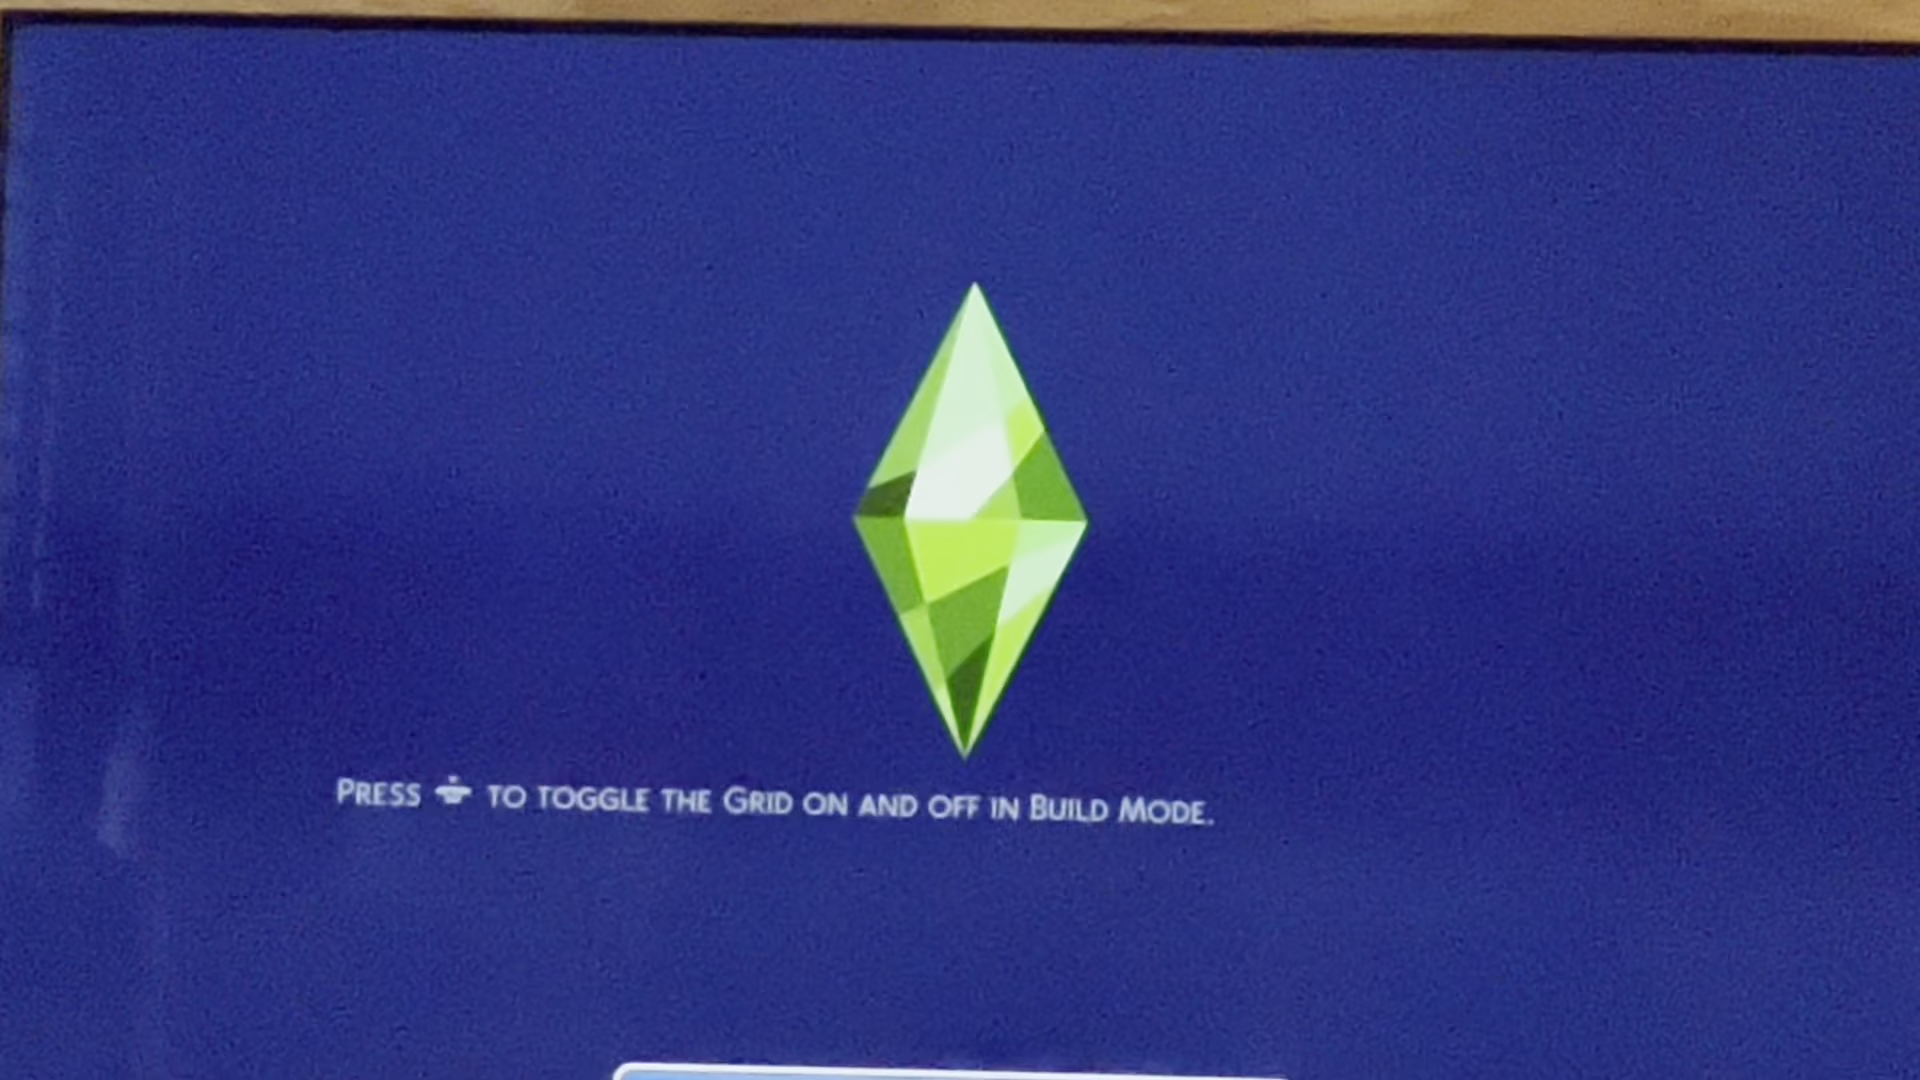 PRESS TO TOGGLE THE GRID ON AND OFF IN BUILD MODE.